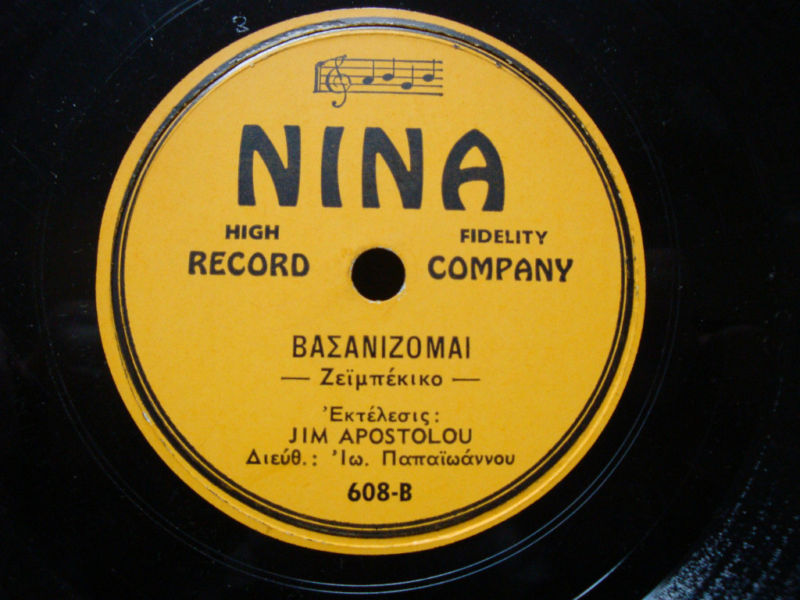 NINA
HIGH FIDELITY
RECORD COMPANY
ΒΑΣΑΝΙΖΟΜΑΙ
— Ζεϊμπέκικο —
Ἐκτέλεσις:
JIM APOSTOLOU
Διεύθ.: Ἰω. Παπαϊωάννου
608-B